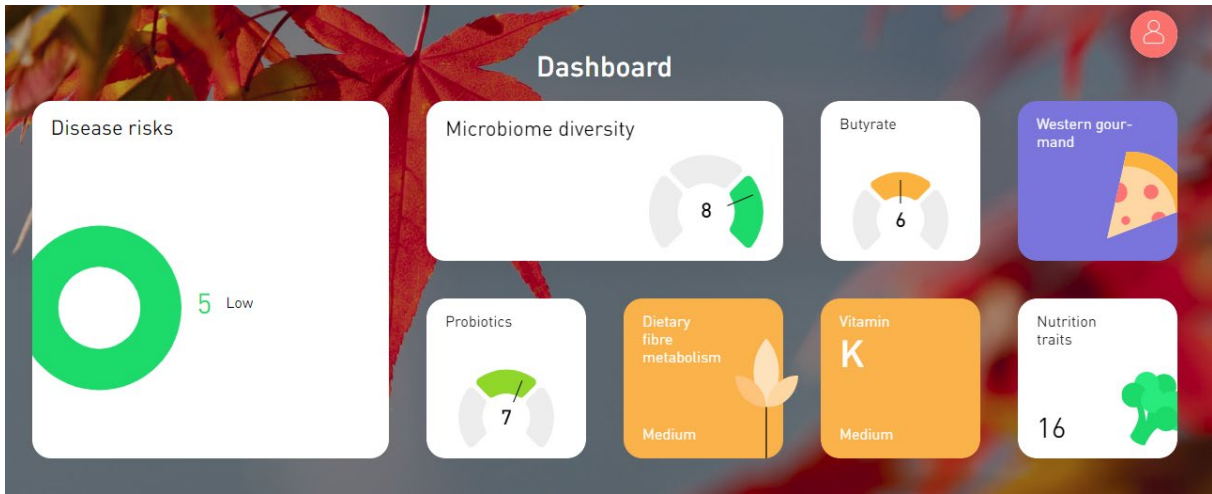 Dashboard
Disease risks
5 Low
Microbiome diversity
8
Butyrate
6
Western gour-
mand
Probiotics
7
Dietary
fibre
metabolism
Medium
Vitamin
K
Medium
Nutrition
traits
16